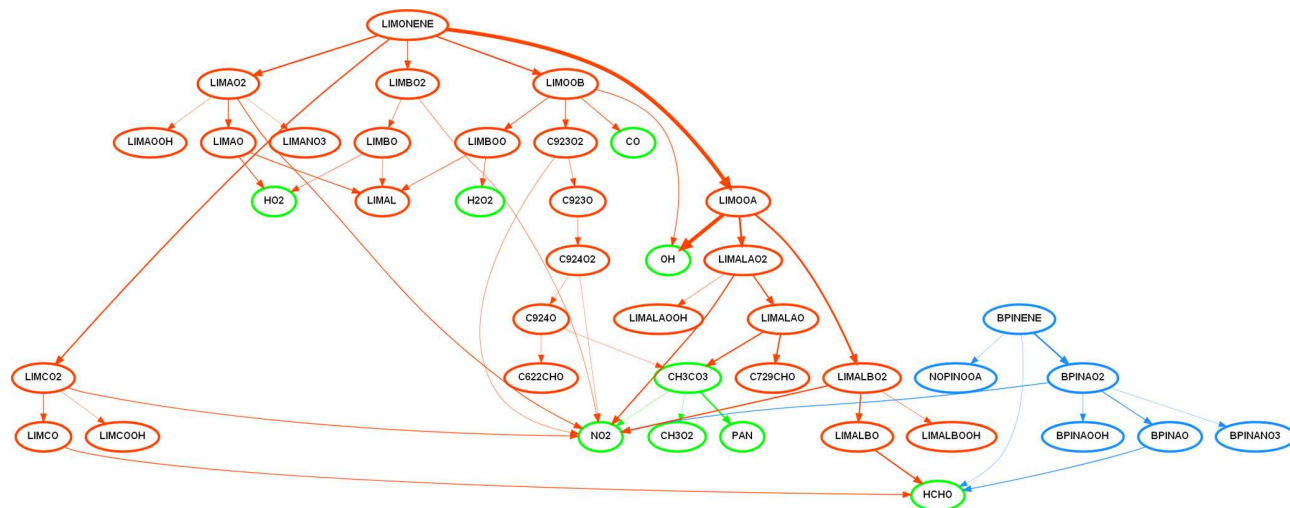 LIMONENE
LIMAO2
LIMBO2
LIMOOB
LIMAOOH
LIMAO
LIMANO3
LIMBO
LIMBOO
C923O2
CO
HO2
LIMAL
H2O2
C923O
LIMOOA
C924O2
OH
LIMALAO2
C924O
LIMALAOOH
LIMALAO
BPINENE
LIMCO2
C622CHO
CH3CO3
C729CHO
LIMALBO2
NOPINOOA
BPINAO2
LIMCO
LIMCOOH
NO2
CH3O2
PAN
LIMALBO
LIMALBOOH
BPINAOOH
BPINAO
BPINANO3
HCHO